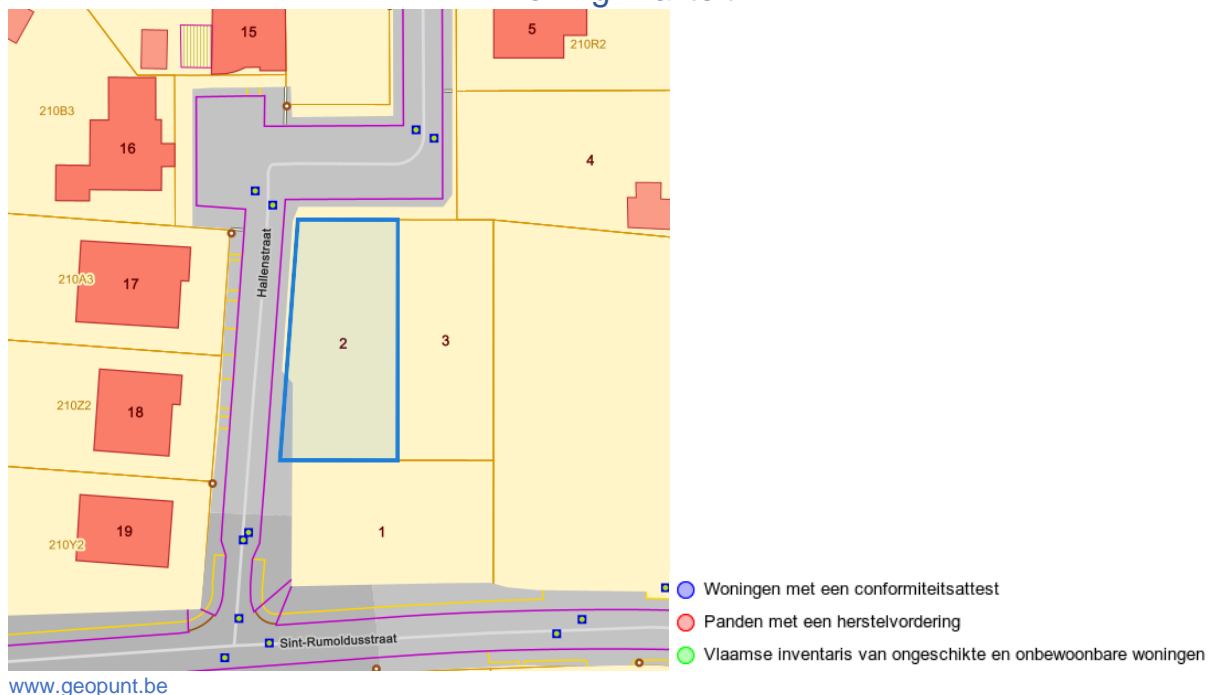 15
5
210R2
210B3
16
4
Hallenstraat
210A3
17
2
3
210Z2
18
1
19
210Y2
Sint-Rumoldusstraat
Woningen met een conformiteitsattest
Panden met een herstelvordering
Vlaamse inventaris van ongeschikte en onbewoonbare woningen
www.geopunt.be